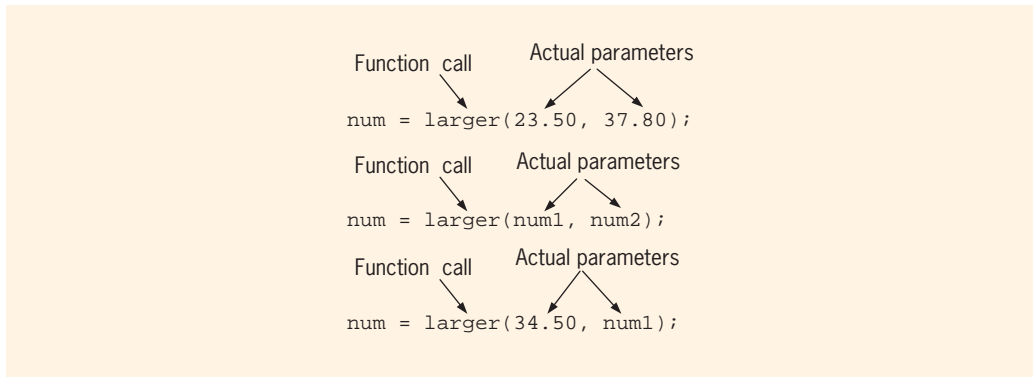 Function call Actual parameters
num = larger(23.50, 37.80);
Function call Actual parameters
num = larger(num1, num2);
Function call Actual parameters
num = larger(34.50, num1);